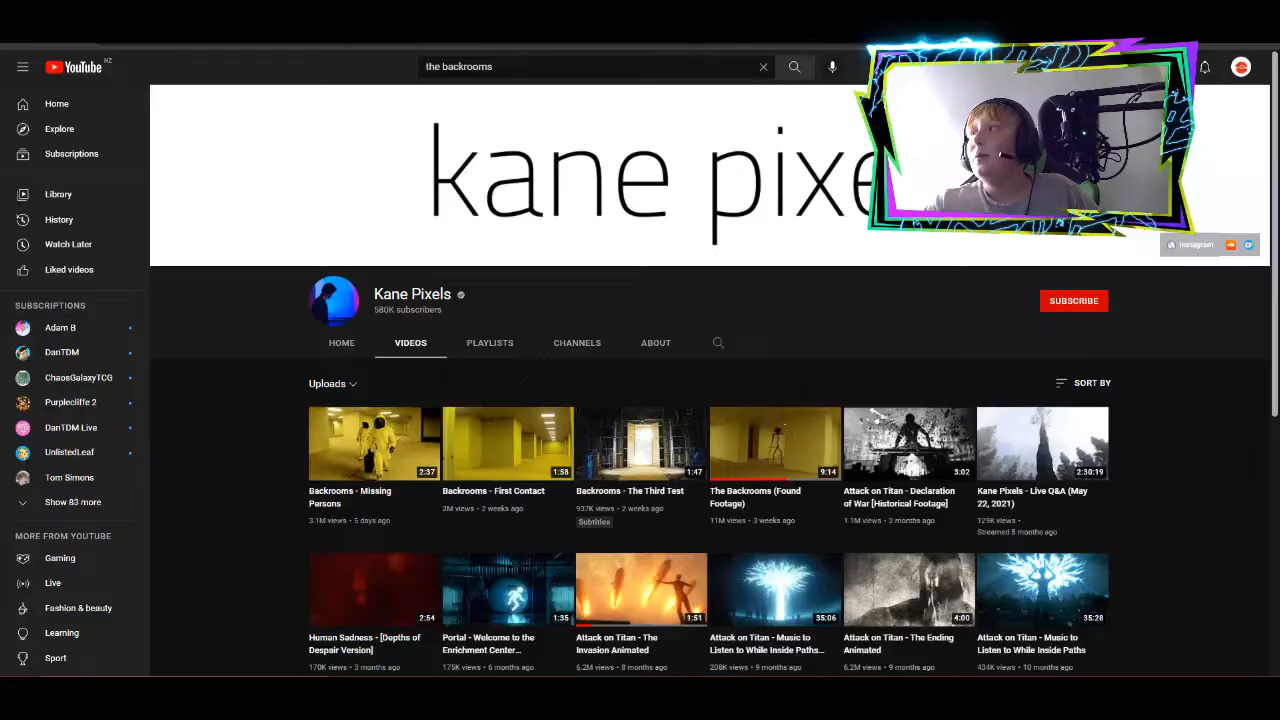 YouTube NZ
the backrooms
Home
Explore
Subscriptions
Library
History
Watch Later
Liked videos
SUBSCRIPTIONS
Adam B
DanTDM
ChaosGalaxyTCG
Purplecliffe 2
DanTDM Live
UnlistedLeaf
Tom Simons
Show 83 more
MORE FROM YOUTUBE
Gaming
Live
Fashion & beauty
Learning
Sport
kane pixe
Instagram
Kane Pixels
580K subscribers
SUBSCRIBE
HOME VIDEOS PLAYLISTS CHANNELS ABOUT
Uploads
SORT BY
2:37
Backrooms - Missing
Persons
3.1M views • 5 days ago
1:58
Backrooms - First Contact
2M views • 2 weeks ago
1:47
Backrooms - The Third Test
937K views • 2 weeks ago
Subtitles
9:14
The Backrooms (Found
Footage)
11M views • 3 weeks ago
3:02
Attack on Titan - Declaration
of War [Historical Footage]
1.1M views • 2 months ago
2:30:19
Kane Pixels - Live Q&A (May
22, 2021)
129K views •
Streamed 8 months ago
2:54
Human Sadness - [Depths of
Despair Version]
170K views • 3 months ago
1:35
Portal - Welcome to the
Enrichment Center...
175K views • 6 months ago
1:51
Attack on Titan - The
Invasion Animated
6.2M views • 8 months ago
35:06
Attack on Titan - Music to
Listen to While Inside Paths...
208K views • 9 months ago
4:00
Attack on Titan - The Ending
Animated
6.2M views • 9 months ago
35:28
Attack on Titan - Music to
Listen to While Inside Paths
434K views • 10 months ago